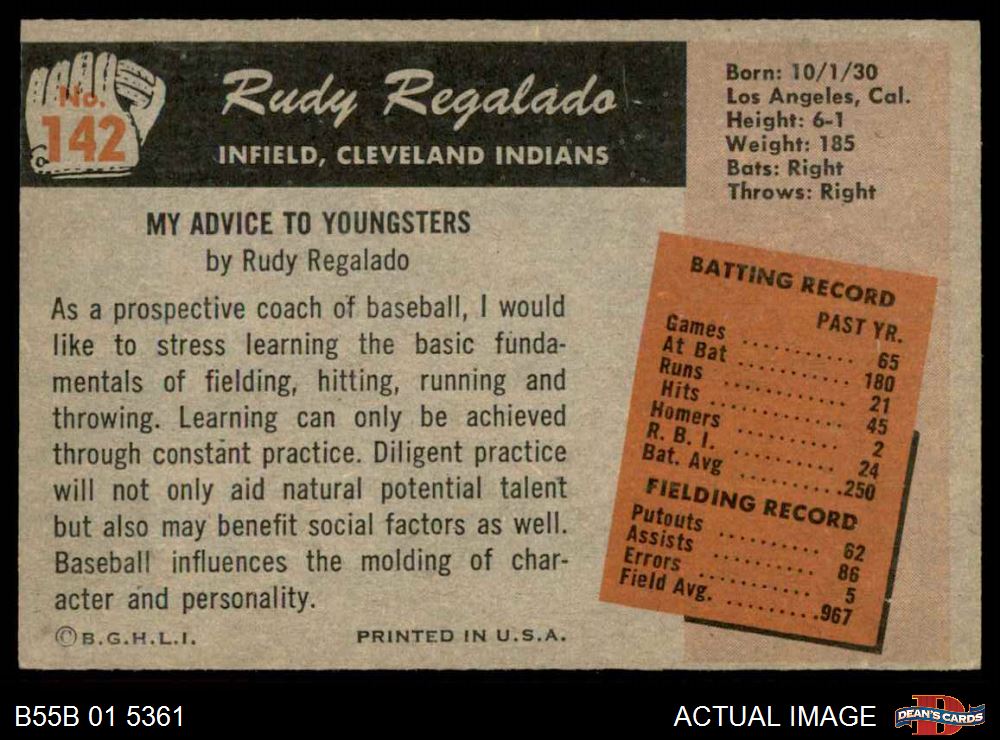 No.
142
Rudy Regalado
INFIELD, CLEVELAND INDIANS
Born: 10/1/30
Los Angeles, Cal.
Height: 6-1
Weight: 185
Bats: Right
Throws: Right
MY ADVICE TO YOUNGSTERS
by Rudy Regalado
As a prospective coach of baseball, I would
like to stress learning the basic funda-
mentals of fielding, hitting, running and
throwing. Learning can only be achieved
through constant practice. Diligent practice
will not only aid natural potential talent
but also may benefit social factors as well.
Baseball influences the molding of char-
acter and personality.
©B.G.H.L.I. PRINTED IN U.S.A.
BATTING RECORD
PAST YR.
Games .......... 65
At Bat .......... 180
Runs .......... 21
Hits .......... 45
Homers .......... 2
R. B. I. .......... 24
Bat. Avg .......... .250
FIELDING RECORD
Putouts .......... 62
Assists .......... 86
Errors .......... 5
Field Avg. .......... .967
B55B 01 5361
ACTUAL IMAGE
D
DEAN'S CARDS